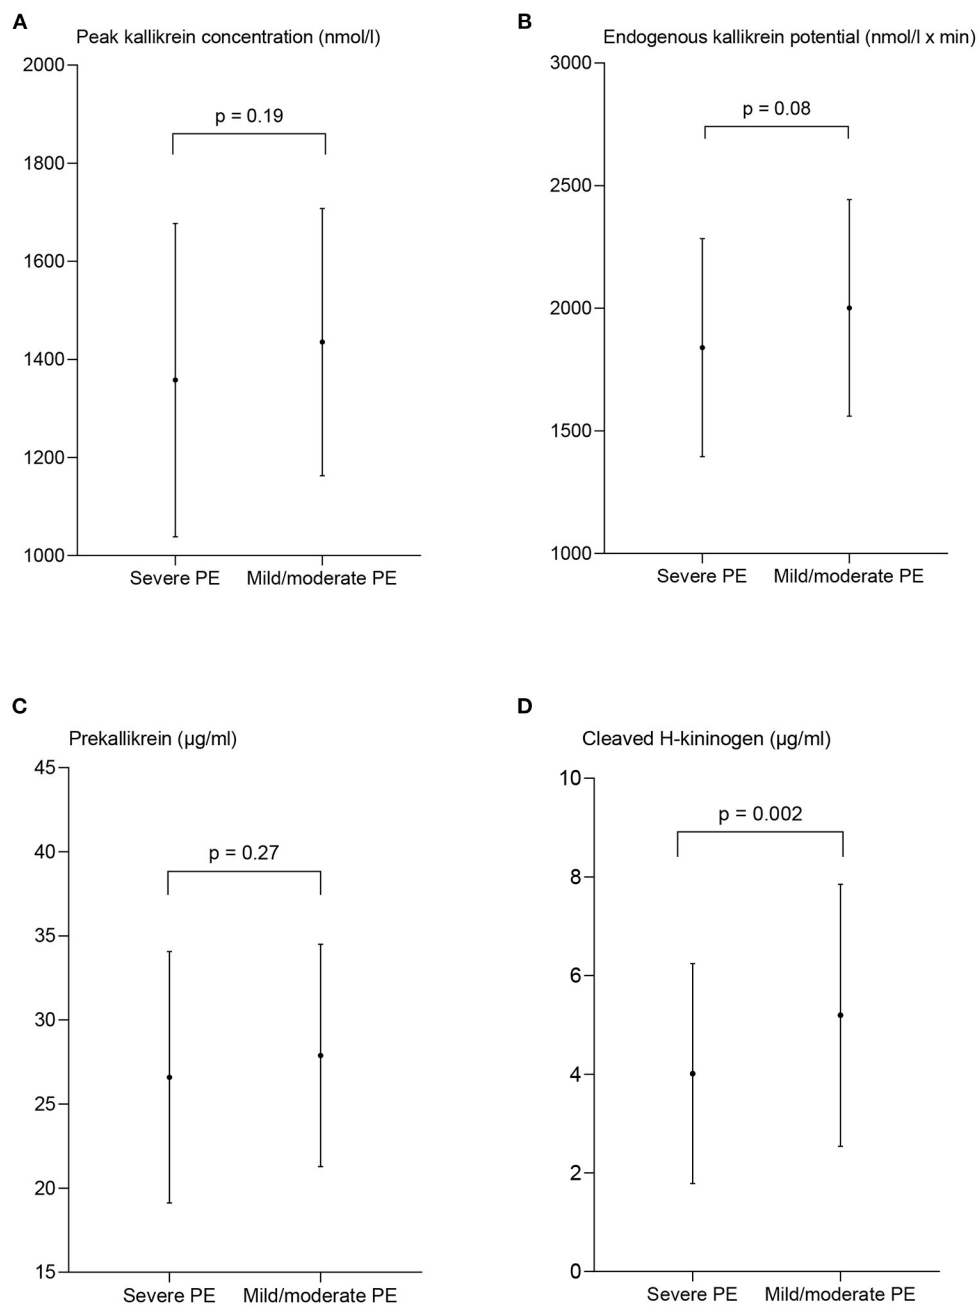 A
Peak kallikrein concentration (nmol/l)
2000
p = 0.19
1800
1600
1400
1200
1000
Severe PE
Mild/moderate PE
B
Endogenous kallikrein potential (nmol/l x min)
3000
p = 0.08
2500
2000
1500
1000
Severe PE
Mild/moderate PE
C
Prekallikrein (µg/ml)
45
40
p = 0.27
35
30
25
20
15
Severe PE
Mild/moderate PE
D
Cleaved H-kininogen (µg/ml)
10
p = 0.002
8
6
4
2
0
Severe PE
Mild/moderate PE